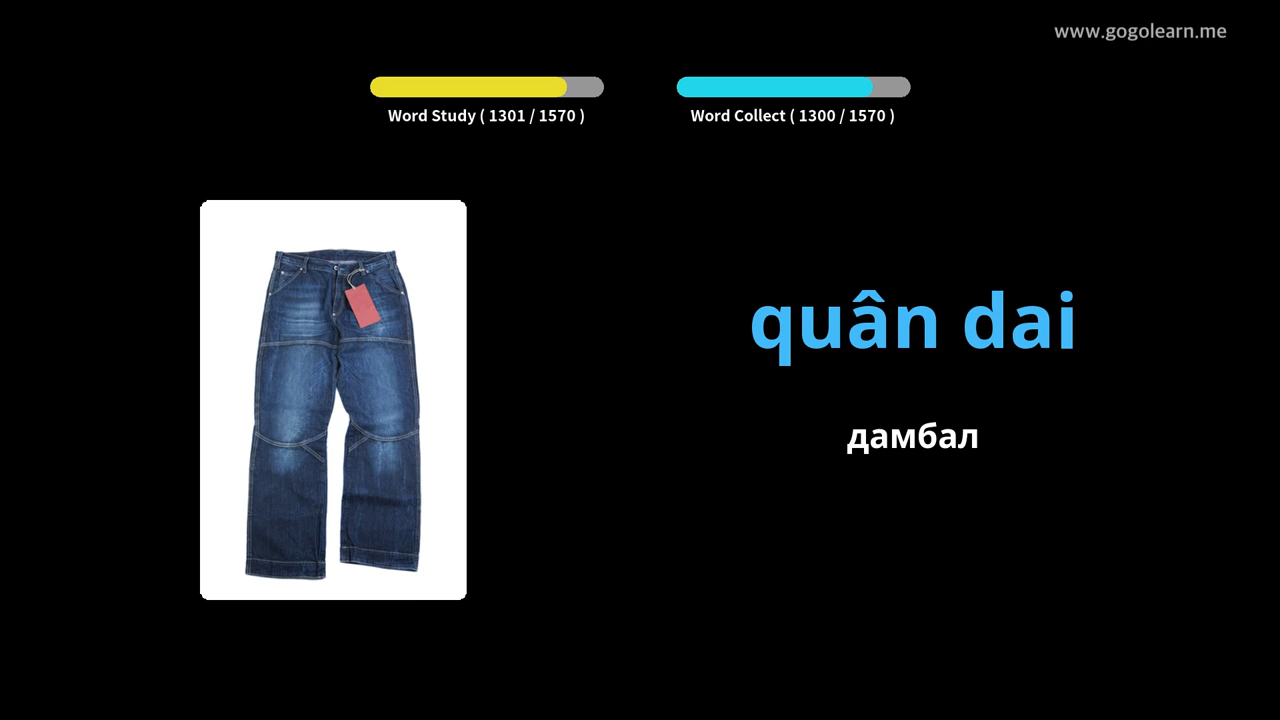 www.gogolearn.me
Word Study ( 1301 / 1570 )
Word Collect ( 1300 / 1570 )
quân dai
дамбал